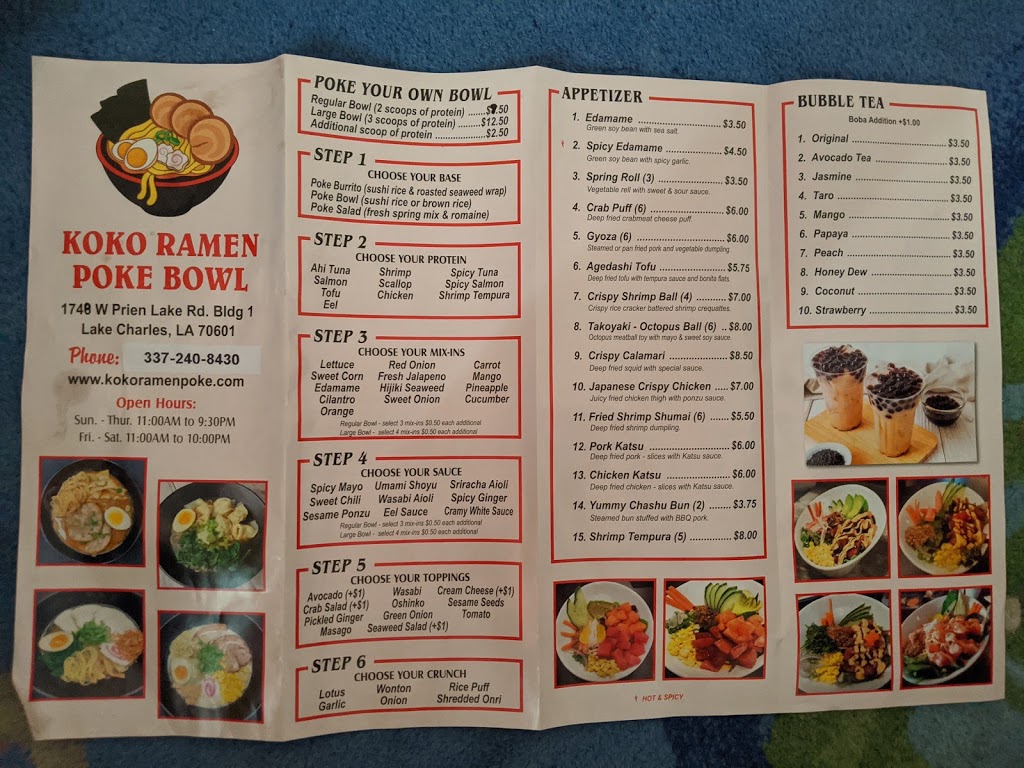 KOKO RAMEN
POKE BOWL
1748 W Prien Lake Rd. Bldg 1
Lake Charles, LA 70601
Phone: 337-240-8430
www.kokoramenpoke.com
Open Hours:
Sun. - Thur. 11:00AM to 9:30PM
Fri. - Sat. 11:00AM to 10:00PM
POKE YOUR OWN BOWL
Regular Bowl (2 scoops of protein) .......$ .50
Large Bowl (3 scoops of protein) .........$12.50
Additional scoop of protein ..................$2.50
STEP 1
CHOOSE YOUR BASE
Poke Burrito (sushi rice & roasted seaweed wrap)
Poke Bowl (sushi rice or brown rice)
Poke Salad (fresh spring mix & romaine)
STEP 2
CHOOSE YOUR PROTEIN
Ahi Tuna Shrimp Spicy Tuna
Salmon Scallop Spicy Salmon
Tofu Chicken Shrimp Tempura
Eel
STEP 3
CHOOSE YOUR MIX-INS
Lettuce Red Onion Carrot
Sweet Corn Fresh Jalapeno Mango
Edamame Hijiki Seaweed Pineapple
Cilantro Sweet Onion Cucumber
Orange
Regular Bowl - select 3 mix-ins $0.50 each additional
Large Bowl - select 4 mix-ins $0.50 each additional
STEP 4
CHOOSE YOUR SAUCE
Spicy Mayo Umami Shoyu Sriracha Aioli
Sweet Chili Wasabi Aioli Spicy Ginger
Sesame Ponzu Eel Sauce Cramy White Sauce
Regular Bowl - select 3 mix-ins $0.50 each additional
Large Bowl - select 4 mix-ins $0.50 each additional
STEP 5
CHOOSE YOUR TOPPINGS
Avocado (+$1) Wasabi Cream Cheese (+$1)
Crab Salad (+$1) Oshinko Sesame Seeds
Pickled Ginger Green Onion Tomato
Masago Seaweed Salad (+$1)
STEP 6
CHOOSE YOUR CRUNCH
Lotus Wonton Rice Puff
Garlic Onion Shredded Onri
APPETIZER
1. Edamame ............................ $3.50
Green soy bean with sea salt.
2. Spicy Edamame .................... $4.50
Green soy bean with spicy garlic.
3. Spring Roll (3) ........................ $3.50
Vegetable rell with sweet & sour sauce.
4. Crab Puff (6) .......................... $6.00
Deep fried crabmeat cheese puff.
5. Gyoza (6) ............................... $6.00
Steamed or pan fried pork and vegetable dumpling.
6. Agedashi Tofu ........................ $5.75
Deep fried tofu with tempura sauce and bonita flats.
7. Crispy Shrimp Ball (4) .......... $7.00
Crispy rice cracker battered shrimp crequattes.
8. Takoyaki - Octopus Ball (6) .. $8.00
Octopus meatball toy with mayo & sweet soy sauce.
9. Crispy Calamari ..................... $8.50
Deep fried squid with special sauce.
10. Japanese Crispy Chicken ..... $7.00
Juicy fried chicken thigh with ponzu sauce.
11. Fried Shrimp Shumai (6) ....... $5.50
Deep fried shrimp dumpling.
12. Pork Katsu .............................. $6.00
Deep fried pork - slices with Katsu sauce.
13. Chicken Katsu ........................ $6.00
Deep fried chicken - slices with Katsu sauce.
14. Yummy Chashu Bun (2) ........ $3.75
Steamed bun stuffed with BBQ pork.
15. Shrimp Tempura (5) ............... $8.00
HOT & SPICY
BUBBLE TEA
Boba Addition +$1.00
1. Original ............................ $3.50
2. Avocado Tea .................... $3.50
3. Jasmine ............................ $3.50
4. Taro ................................... $3.50
5. Mango ............................... $3.50
6. Papaya .............................. $3.50
7. Peach ................................ $3.50
8. Honey Dew ....................... $3.50
9. Coconut ............................ $3.50
10. Strawberry ........................ $3.50